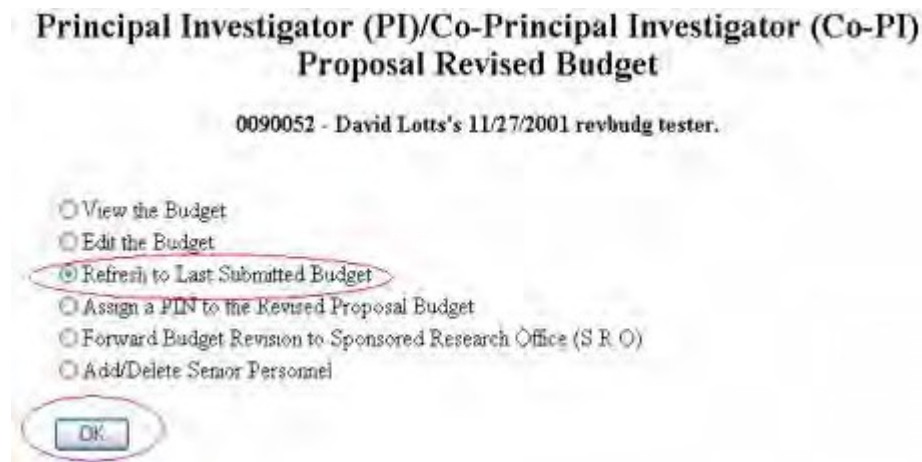 Principal Investigator (PI)/Co-Principal Investigator (Co-PI)
Proposal Revised Budget
0090052 - David Lotts's 11/27/2001 revbudg tester.
View the Budget
Edit the Budget
Refresh to Last Submitted Budget
Assign a PIN to the Revised Proposal Budget
Forward Budget Revision to Sponsored Research Office (S R O)
Add/Delete Senior Personnel
OK